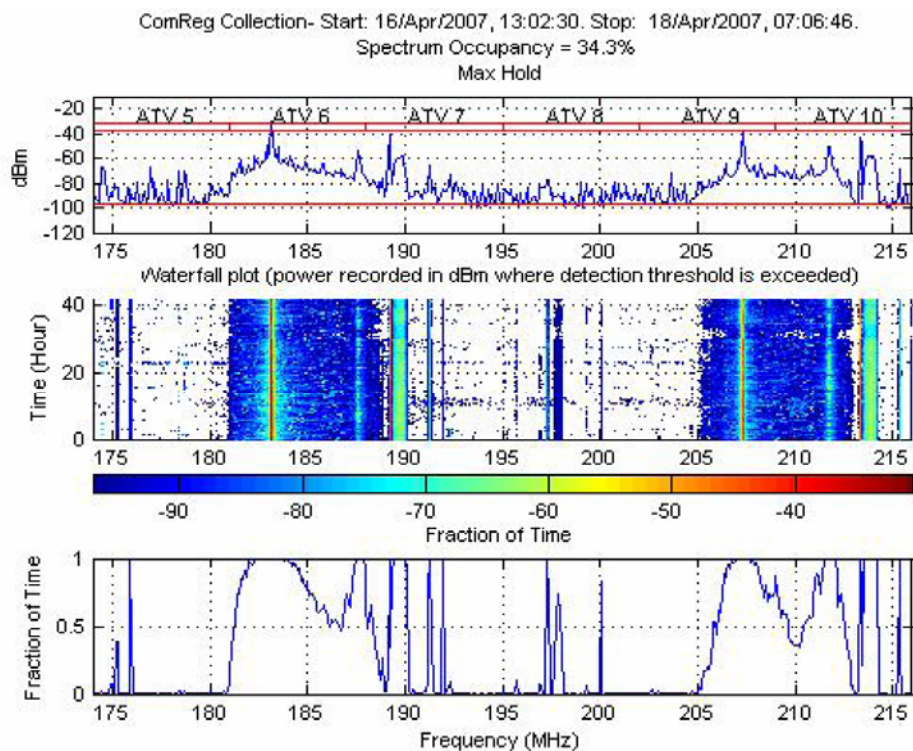 ComReg Collection- Start: 16/Apr/2007, 13:02:30. Stop: 18/Apr/2007, 07:06:46.
Spectrum Occupancy = 34.3%
Max Hold
-20
-40
-60
-80
-100
-120
dBm
ATV 5 ATV 6 ATV 7 ATV 8 ATV 9 ATV 10
175 180 185 190 195 200 205 210 215
Waterfall plot (power recorded in dBm where detection threshold is exceeded)
40
20
0
Time (Hour)
175 180 185 190 195 200 205 210 215
-90 -80 -70 -60 -50 -40
Fraction of Time
1
0.5
0
Fraction of Time
175 180 185 190 195 200 205 210 215
Frequency (MHz)